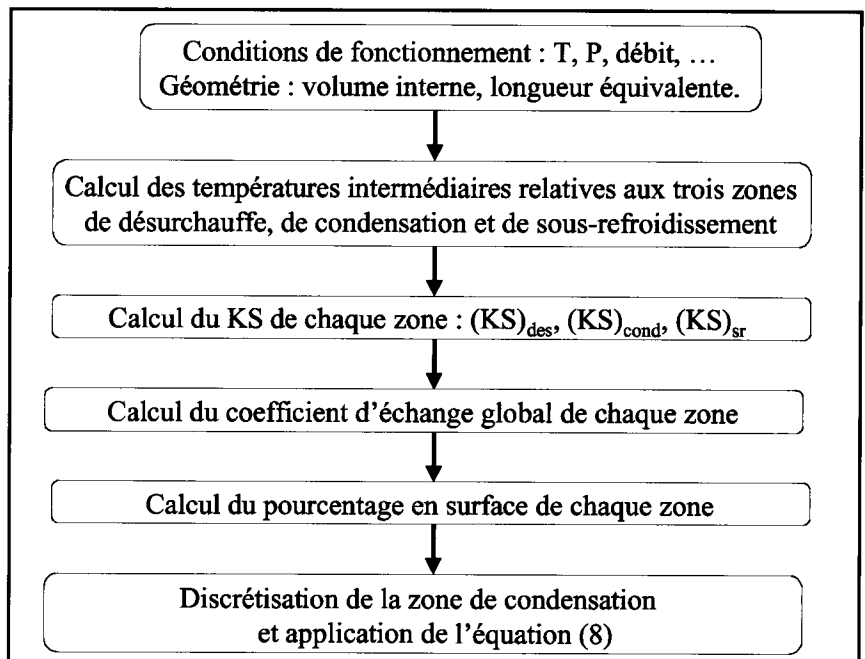 Conditions de fonctionnement : T, P, débit, …
Géométrie : volume interne, longueur équivalente.
Calcul des températures intermédiaires relatives aux trois zones
de désurchauffe, de condensation et de sous-refroidissement
Calcul du KS de chaque zone : (KS)des, (KS)cond, (KS)sr
Calcul du coefficient d'échange global de chaque zone
Calcul du pourcentage en surface de chaque zone
Discrétisation de la zone de condensation
et application de l'équation (8)